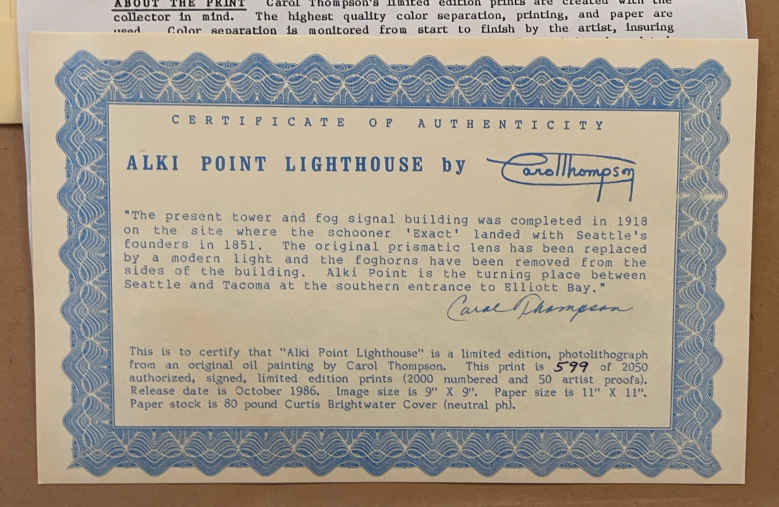 ABOUT THE PRINT Carol Thompson's limited edition prints are created with the
collector in mind. The highest quality color separation, printing, and paper are
used. Color separation is monitored from start to finish by the artist, insuring
CERTIFICATE OF AUTHENTICITY
ALKI POINT LIGHTHOUSE by Carol Thompson
"The present tower and fog signal building was completed in 1918
on the site where the schooner 'Exact' landed with Seattle's
founders in 1851. The original prismatic lens has been replaced
by a modern light and the foghorns have been removed from the
sides of the building. Alki Point is the turning place between
Seattle and Tacoma at the southern entrance to Elliott Bay."
Carol Thompson
This is to certify that "Alki Point Lighthouse" is a limited edition, photolithograph
from an original oil painting by Carol Thompson. This print is 599 of 2050
authorized, signed, limited edition prints (2000 numbered and 50 artist proofs).
Release date is October 1986. Image size is 9" X 9". Paper size is 11" X 11".
Paper stock is 80 pound Curtis Brightwater Cover (neutral ph).